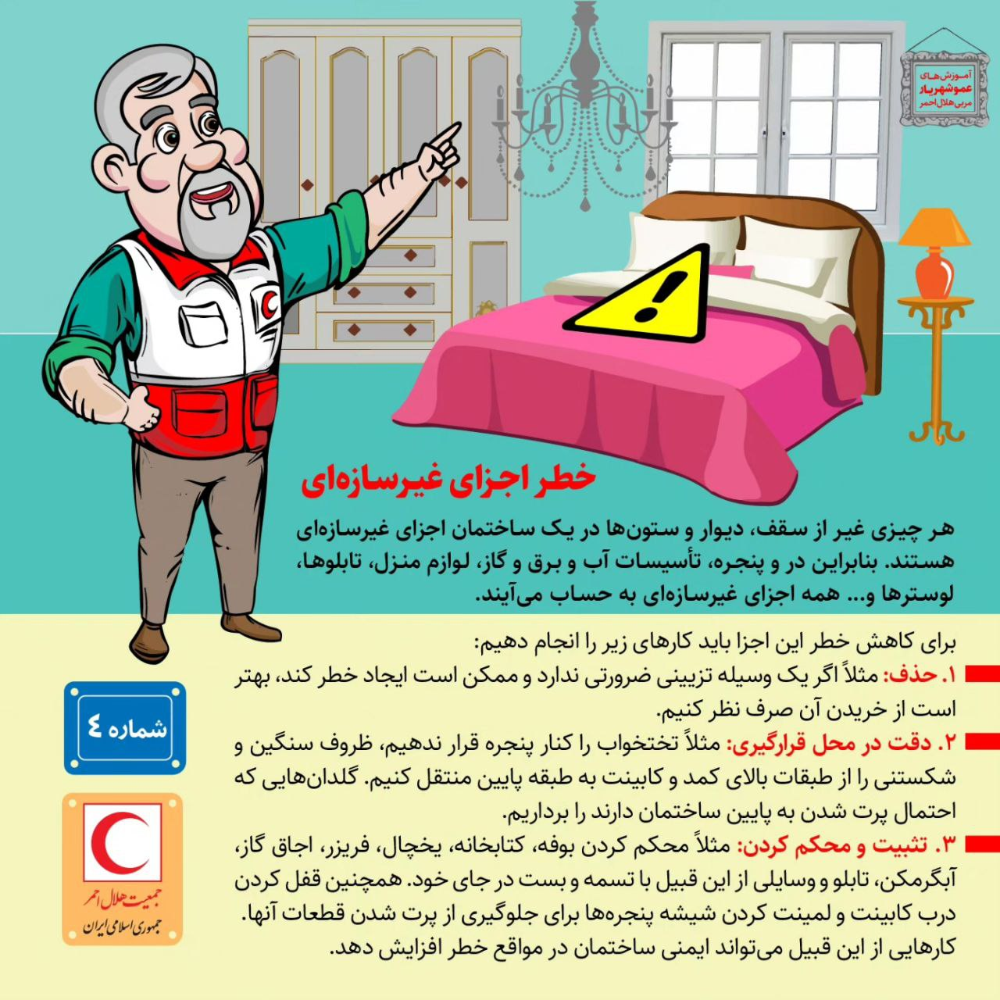 آموزش‌های
عمو شهریار
مربی هلال احمر
خطر اجزای غیرسازه‌ای
هر چیزی غیر از سقف، دیوار و ستون‌ها در یک ساختمان اجزای غیرسازه‌ای
هستند. بنابراین در و پنجره، تأسیسات آب و برق و گاز، لوازم منزل، تابلوها،
لوسترها و... همه اجزای غیرسازه‌ای به حساب می‌آیند.
برای کاهش خطر این اجزا باید کارهای زیر را انجام دهیم:
۱. حذف: مثلاً اگر یک وسیله تزیینی ضرورتی ندارد و ممکن است ایجاد خطر کند، بهتر
است از خریدن آن صرف نظر کنیم.
۲. دقت در محل قرارگیری: مثلاً تختخواب را کنار پنجره قرار ندهیم، ظروف سنگین و
شکستنی را از طبقات بالای کمد و کابینت به طبقه پایین منتقل کنیم. گلدان‌هایی که
احتمال پرت شدن به پایین ساختمان دارند را برداریم.
۳. تثبیت و محکم کردن: مثلاً محکم کردن بوفه، کتابخانه، یخچال، فریزر، اجاق گاز،
آبگرمکن، تابلو و وسایلی از این قبیل با تسمه و بست در جای خود. همچنین قفل کردن
درب کابینت و لمینت کردن شیشه پنجره‌ها برای جلوگیری از پرت شدن قطعات آنها.
کارهایی از این قبیل می‌تواند ایمنی ساختمان در مواقع خطر افزایش دهد.
شماره ٤
جمعیت هلال احمر
جمهوری اسلامی ایران